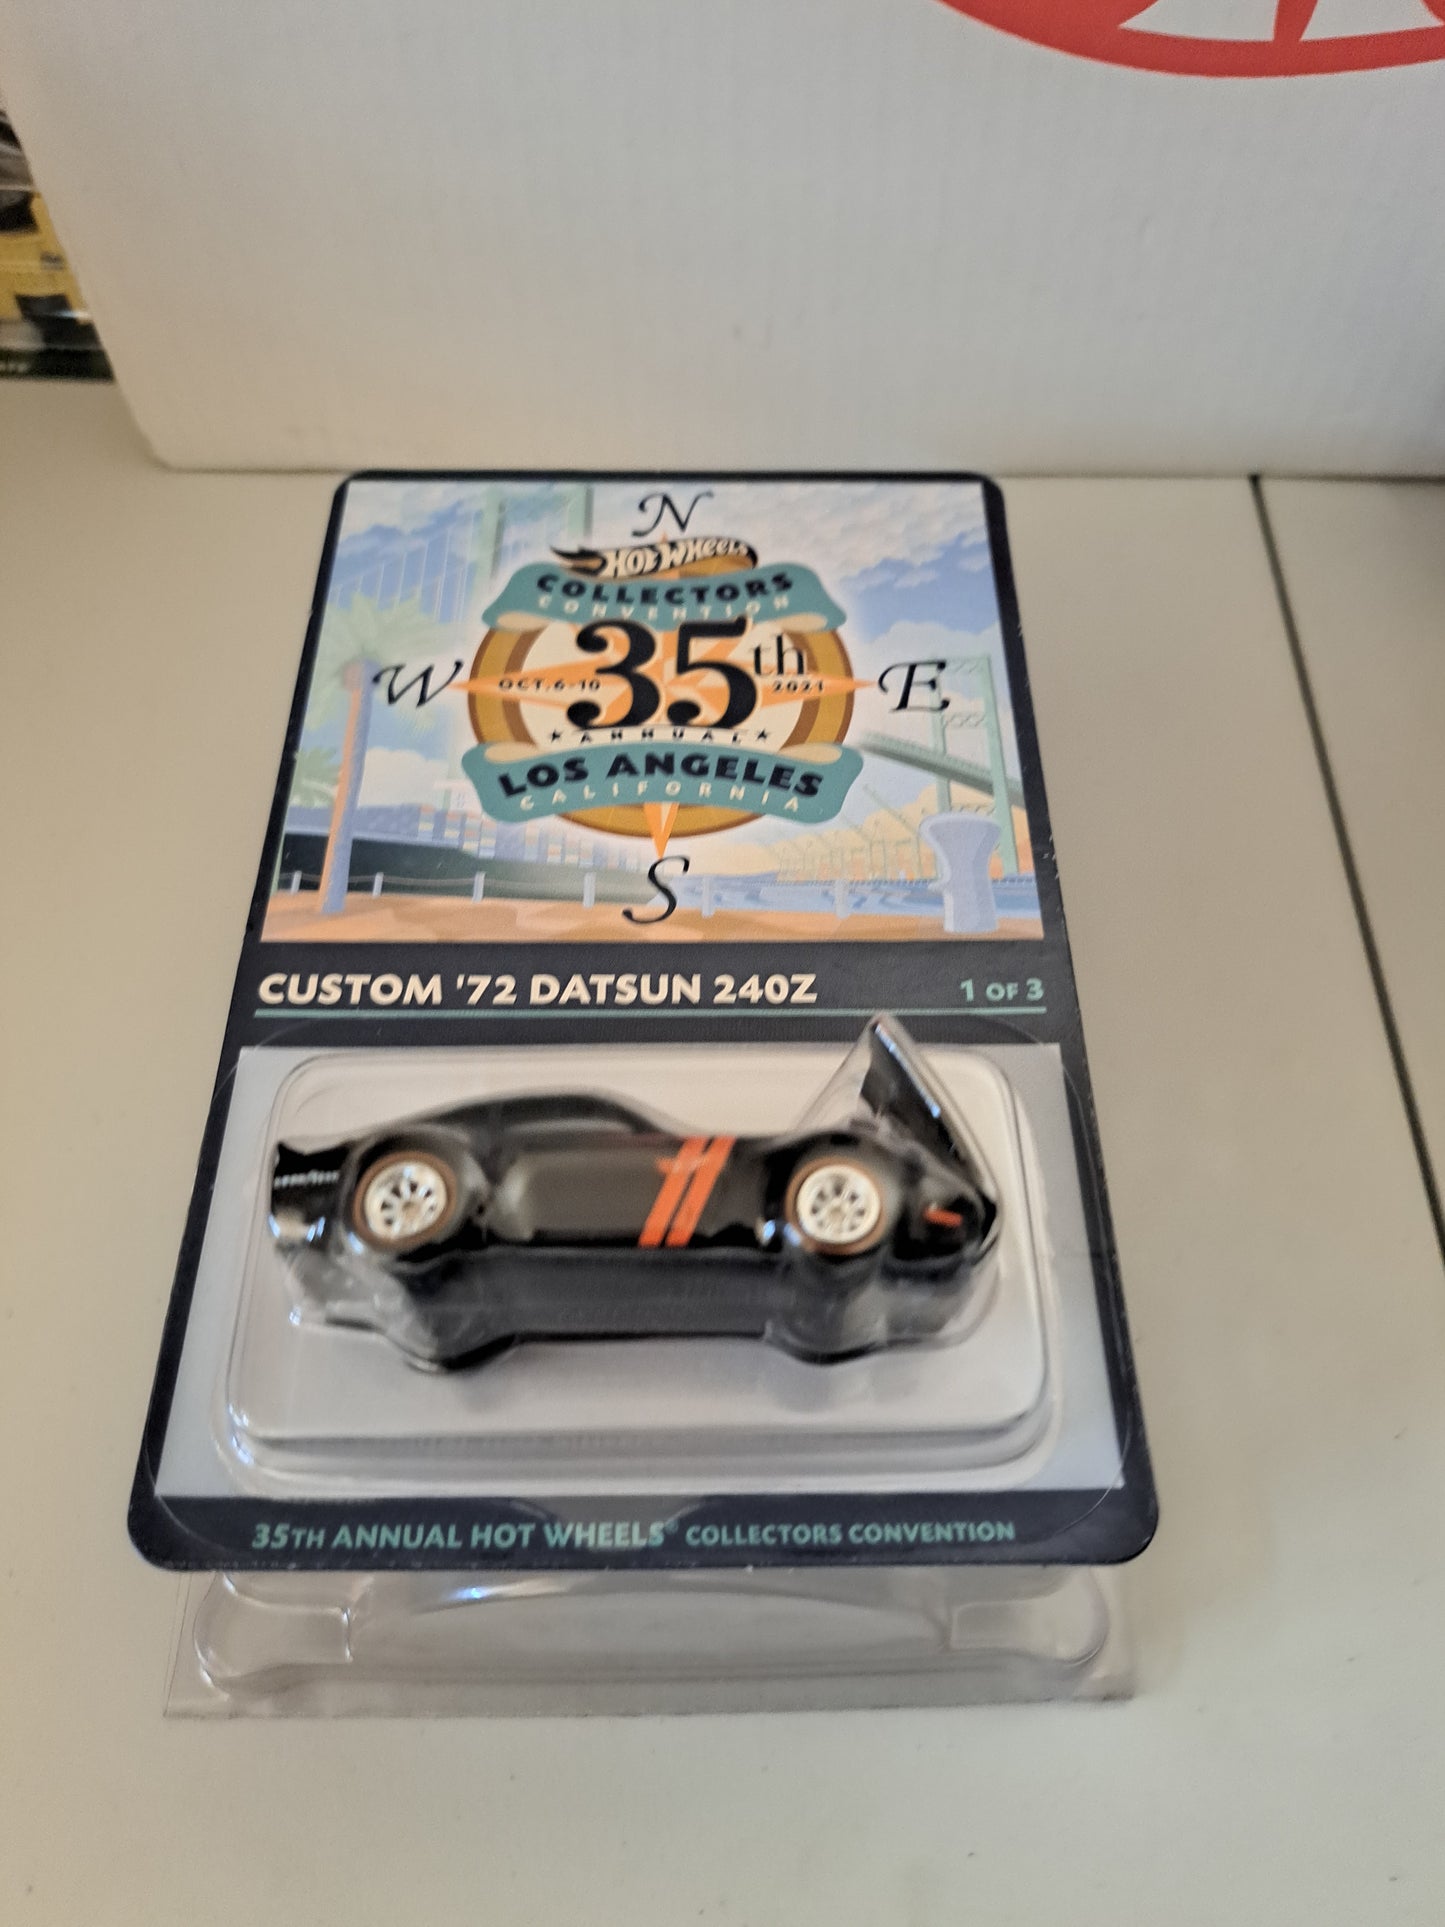 N
HOT WHEELS
COLLECTORS
CONVENTION
35th
W
OCT. 6-10
2021
E
★ANNUAL★
LOS ANGELES
CALIFORNIA
S
CUSTOM '72 DATSUN 240Z
1 OF 3
35TH ANNUAL HOT WHEELS® COLLECTORS CONVENTION